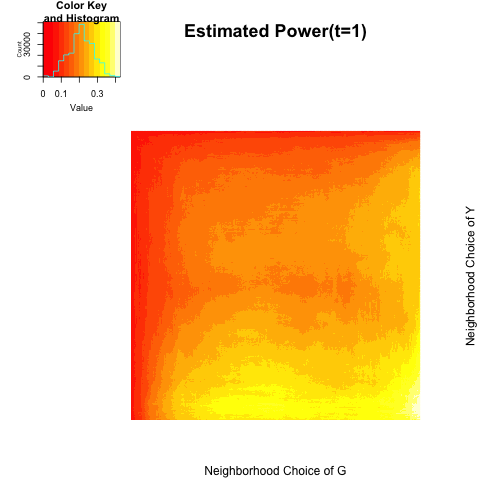 Color Key
and Histogram
Estimated Power(t=1)
Count
0 30000
0 0.1 0.3
Value
Neighborhood Choice of Y
Neighborhood Choice of G